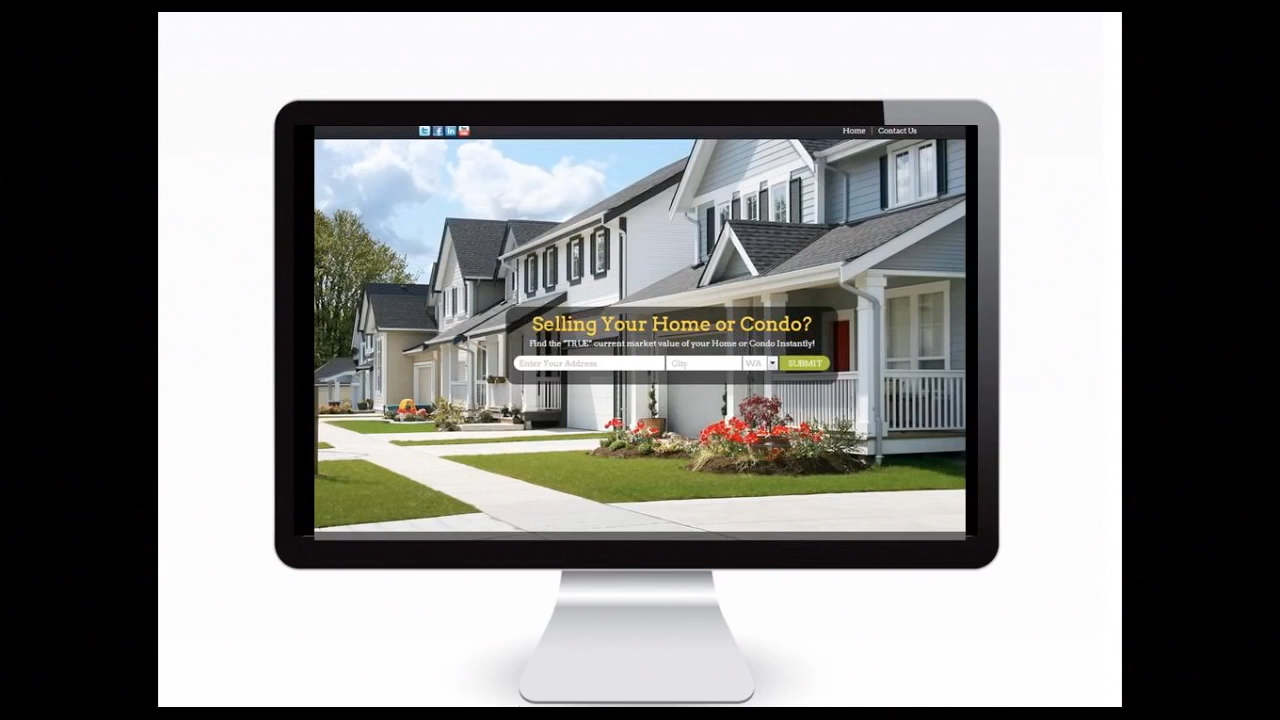 Home | Contact Us
Selling Your Home or Condo?
Find the "TRUE" current market value of your Home or Condo Instantly!
Enter Your Address City WA SUBMIT